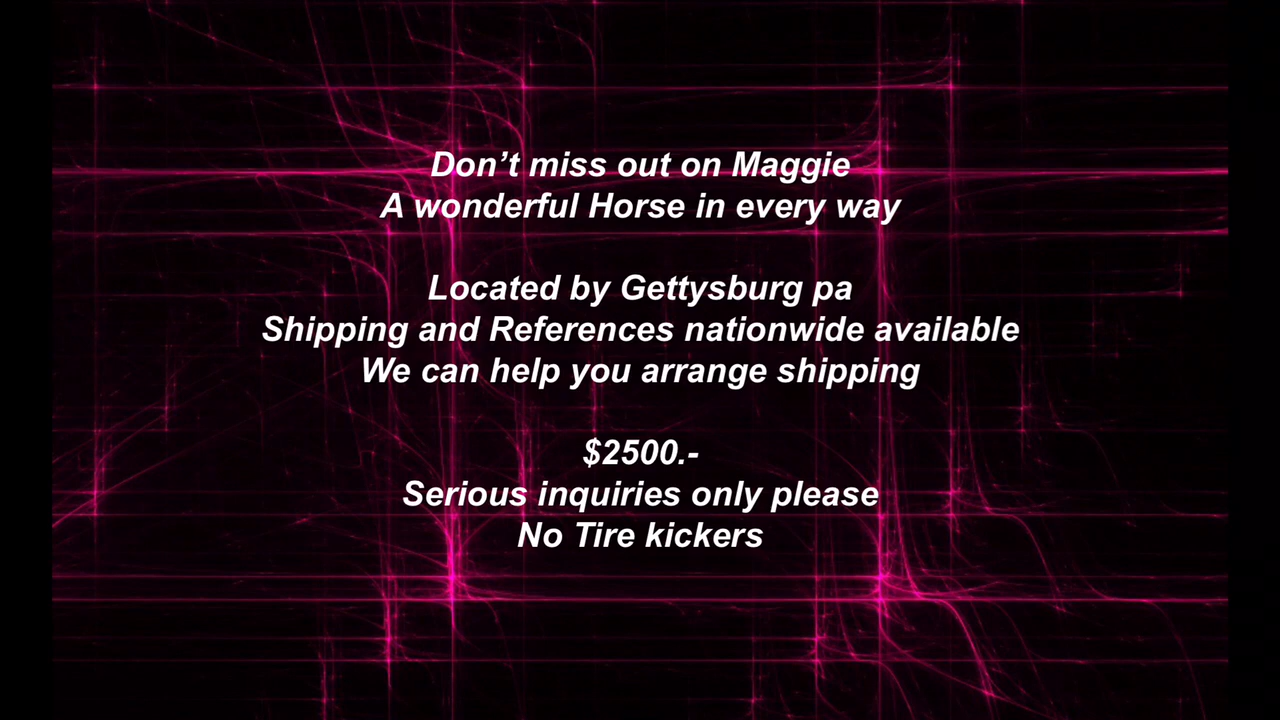 Don’t miss out on Maggie
A wonderful Horse in every way
Located by Gettysburg pa
Shipping and References nationwide available
We can help you arrange shipping
$2500.-
Serious inquiries only please
No Tire kickers